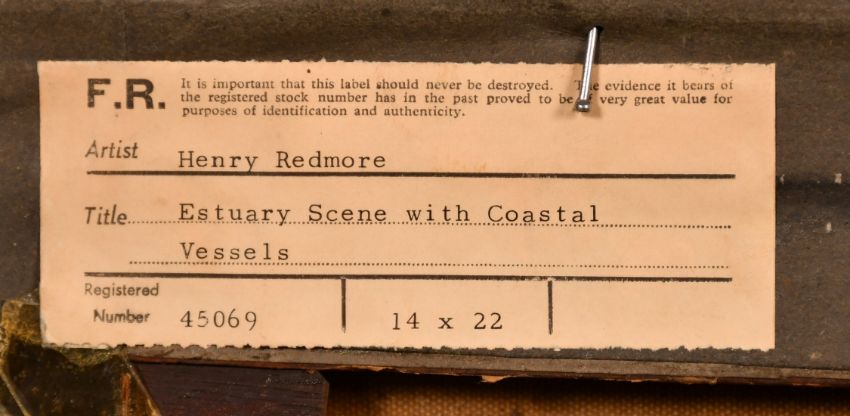 F.R. It is important that this label should never be destroyed. The evidence it bears of
the registered stock number has in the past proved to be of very great value for
purposes of identification and authenticity.
Artist Henry Redmore
Title Estuary Scene with Coastal
Vessels
Registered
Number 45069 14 x 22